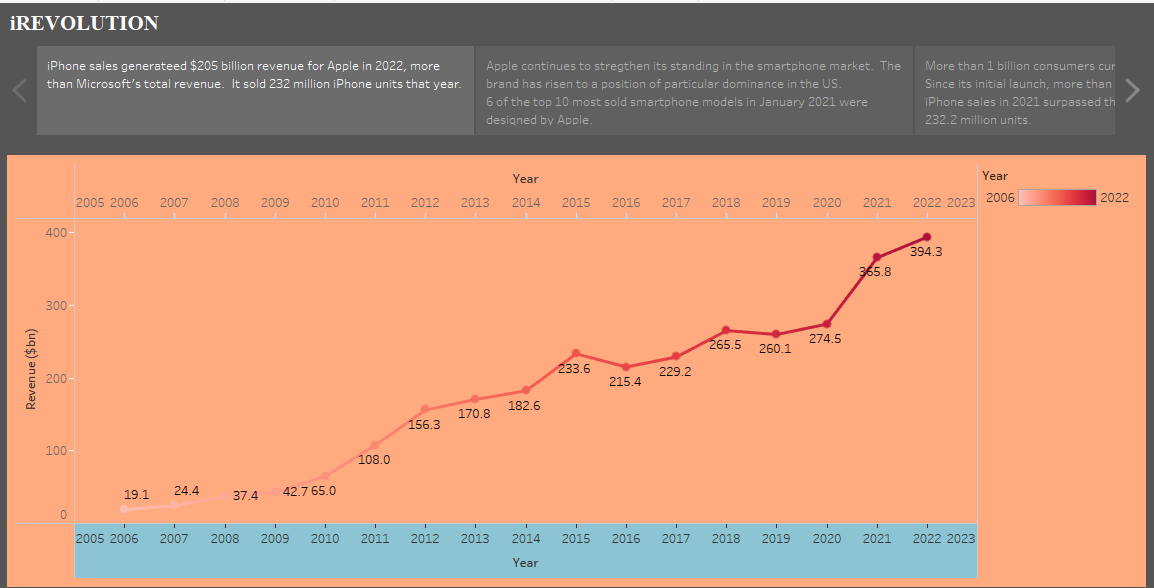 iREVOLUTION
iPhone sales generateed $205 billion revenue for Apple in 2022, more
than Microsoft's total revenue.  It sold 232 million iPhone units that year.
Apple continues to stregthen its standing in the smartphone market.  The
brand has risen to a position of particular dominance in the US.
6 of the top 10 most sold smartphone models in January 2021 were
designed by Apple.
More than 1 billion consumers cur
Since its initial launch, more than
iPhone sales in 2021 surpassed th
232.2 million units.
Year
2005 2006 2007 2008 2009 2010 2011 2012 2013 2014 2015 2016 2017 2018 2019 2020 2021 2022 2023
Year
2006 2022
400
300
200
100
0
Revenue ($bn)
19.1
24.4
37.4
42.7
65.0
108.0
156.3
170.8
182.6
233.6
215.4
229.2
265.5
260.1
274.5
365.8
394.3
2005 2006 2007 2008 2009 2010 2011 2012 2013 2014 2015 2016 2017 2018 2019 2020 2021 2022 2023
Year